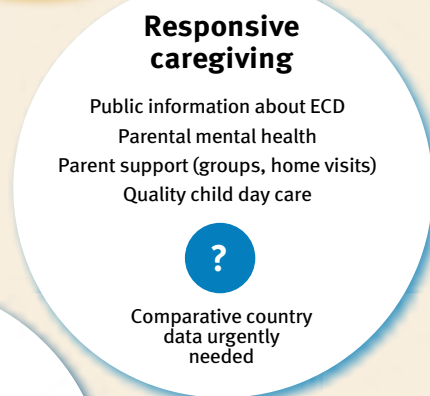 Responsive
caregiving
Public information about ECD
Parental mental health
Parent support (groups, home visits)
Quality child day care
?
Comparative country
data urgently
needed